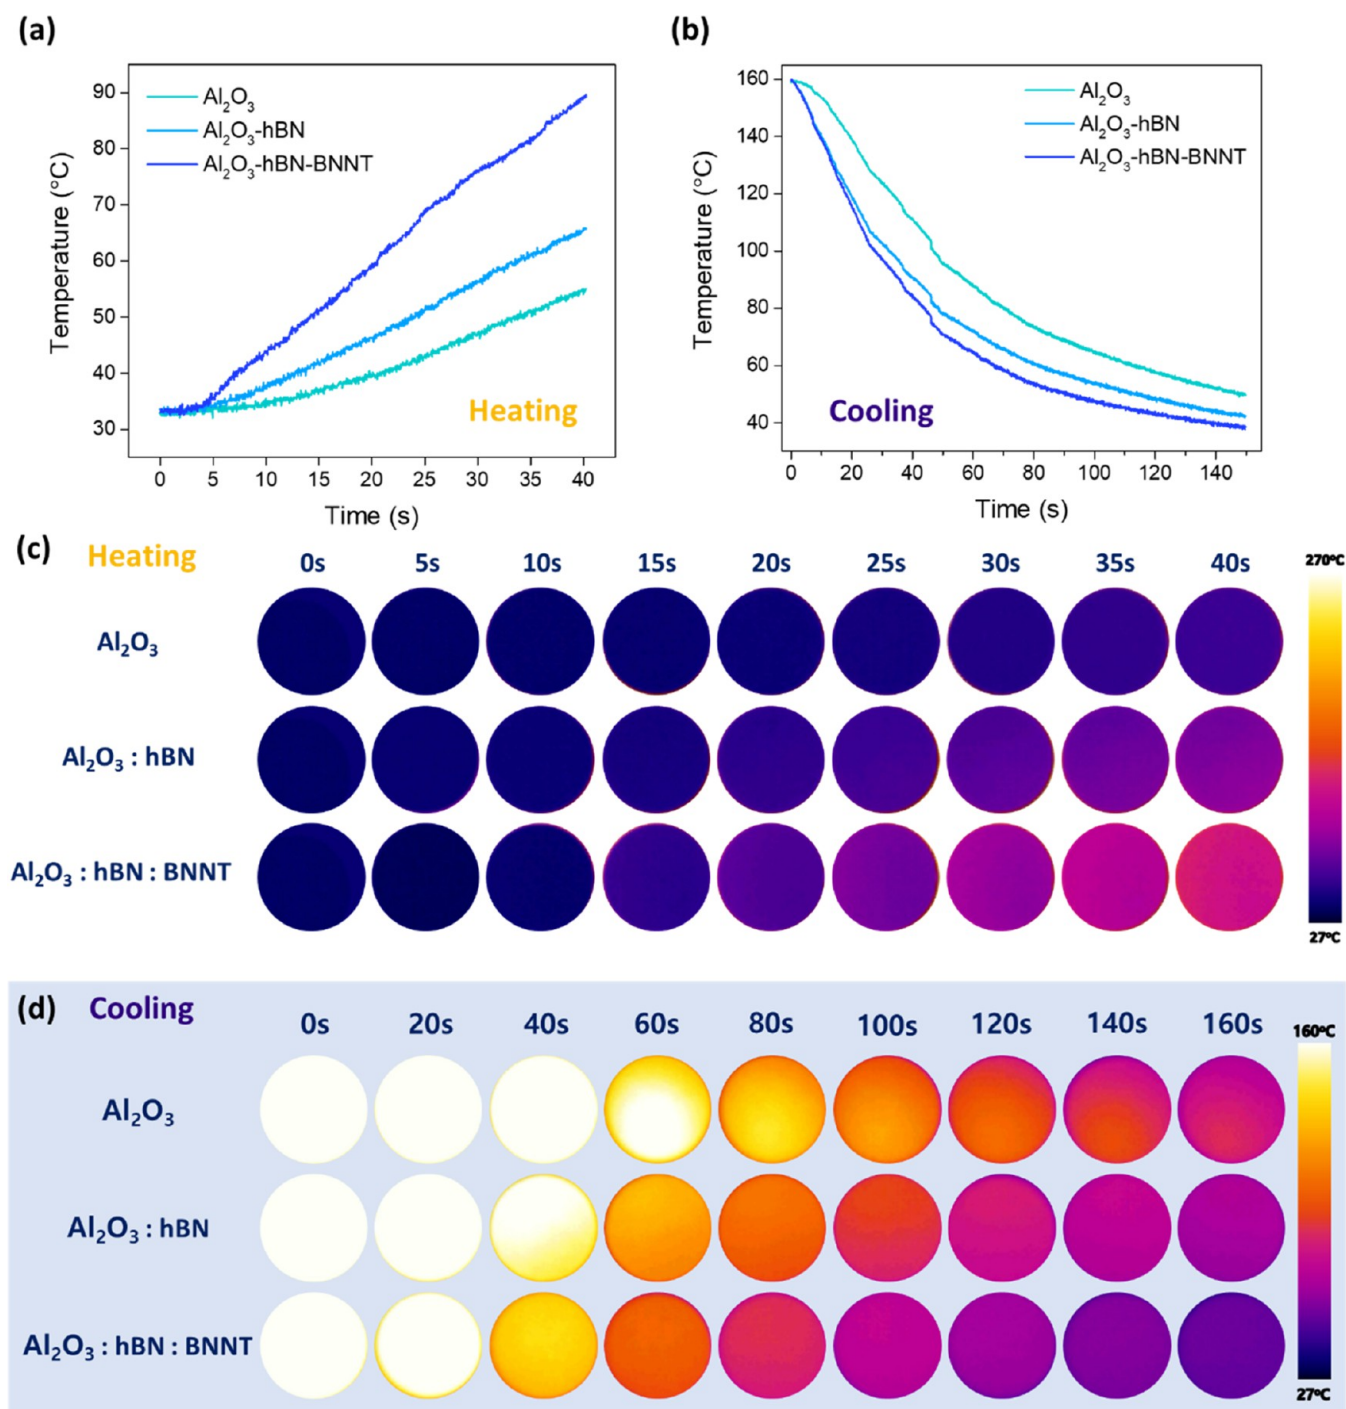 (a)
Al₂O₃
Al₂O₃-hBN
Al₂O₃-hBN-BNNT
90
80
70
60
50
40
30
Temperature (°C)
Heating
0 5 10 15 20 25 30 35 40
Time (s)
(b)
Al₂O₃
Al₂O₃-hBN
Al₂O₃-hBN-BNNT
160
140
120
100
80
60
40
Temperature (°C)
Cooling
0 20 40 60 80 100 120 140
Time (s)
(c) Heating
0s 5s 10s 15s 20s 25s 30s 35s 40s
270°C
Al₂O₃
Al₂O₃ : hBN
Al₂O₃ : hBN : BNNT
27°C
(d) Cooling
0s 20s 40s 60s 80s 100s 120s 140s 160s
160°C
Al₂O₃
Al₂O₃ : hBN
Al₂O₃ : hBN : BNNT
27°C